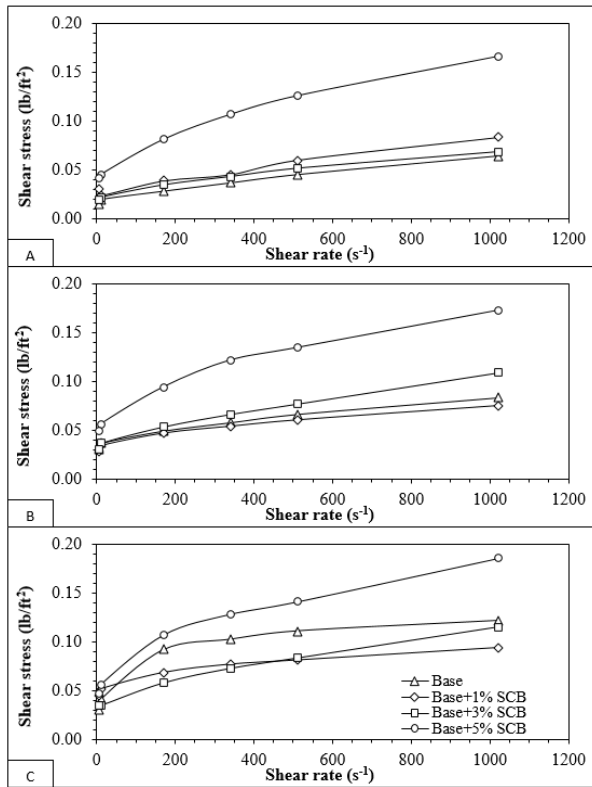 0.20
0.15
0.10
0.05
0.00
Shear stress (lb/ft²)
0 200 400 600 800 1000 1200
Shear rate (s⁻¹)
A
0.20
0.15
0.10
0.05
0.00
Shear stress (lb/ft²)
0 200 400 600 800 1000 1200
Shear rate (s⁻¹)
B
0.20
0.15
0.10
0.05
0.00
Shear stress (lb/ft²)
Base
Base+1% SCB
Base+3% SCB
Base+5% SCB
0 200 400 600 800 1000 1200
Shear rate (s⁻¹)
C